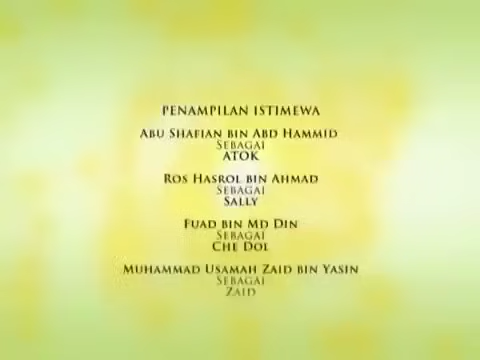 PENAMPILAN ISTIMEWA
ABU SHAFIAN BIN ABD HAMMID
SEBAGAI
ATOK
ROS HASROL BIN AHMAD
SEBAGAI
SALLY
FUAD BIN MD DIN
SEBAGAI
CHE DOL
MUHAMMAD USAMAH ZAID BIN YASIN
SEBAGAI
ZAID